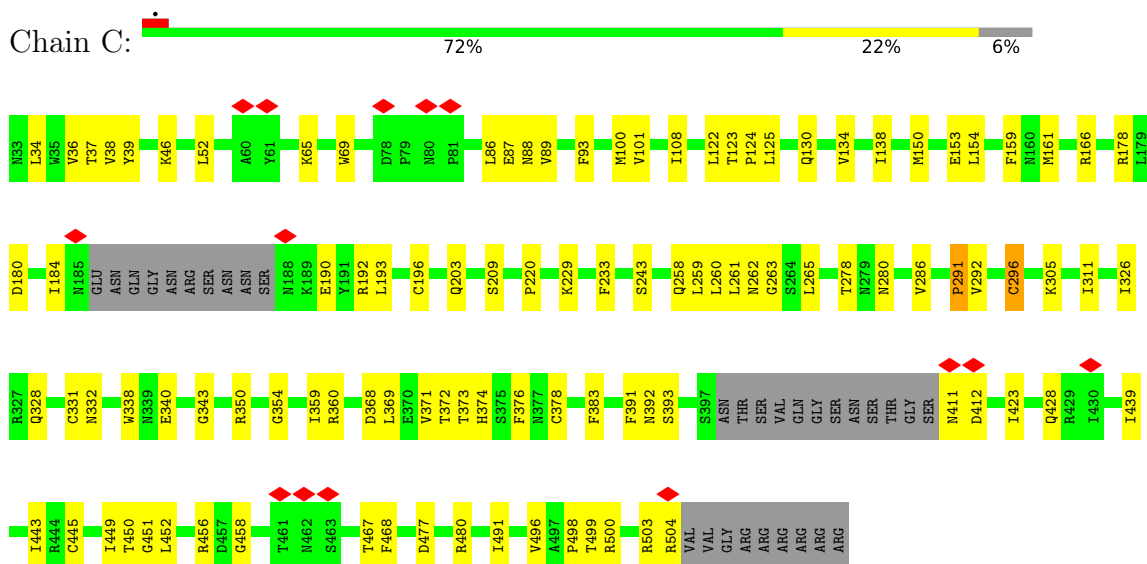 Chain C:
72% 22% 6%
N33 L34 W35 V36 T37 V38 Y39 K46 L52 A60 Y61 K65 W69 D78 P79 N80 P81 L86 E87 N88 V89 F93 M100 V101 I108 L122 T123 P124 L125 Q130 V134 I138 M150 E153 L154 F159 N160 M161 R166 R178 L179
D180 I184 N185 GLU ASN GLN GLY ASN ARG SER ASN ASN SER N188 K189 E190 Y191 R192 L193 C196 Q203 S209 P220 K229 F233 S243 Q258 L259 L260 L261 N262 G263 S264 L265 T278 N279 N280 V286 P291 V292 C296 K305 I311 I326
R327 Q328 C331 N332 W338 N339 E340 G343 R350 G354 I359 R360 D368 L369 E370 V371 T372 T373 H374 S375 F376 N377 C378 F383 F391 N392 S393 S397 ASN THR SER VAL GLN GLY SER ASN SER THR GLY SER N411 D412 I423 Q428 R429 I430 I439
I443 R444 C445 I449 T450 G451 L452 R456 D457 G458 T461 N462 S463 T467 F468 D477 R480 I491 V496 A497 P498 T499 R500 R503 R504 VAL VAL GLY ARG ARG ARG ARG ARG ARG